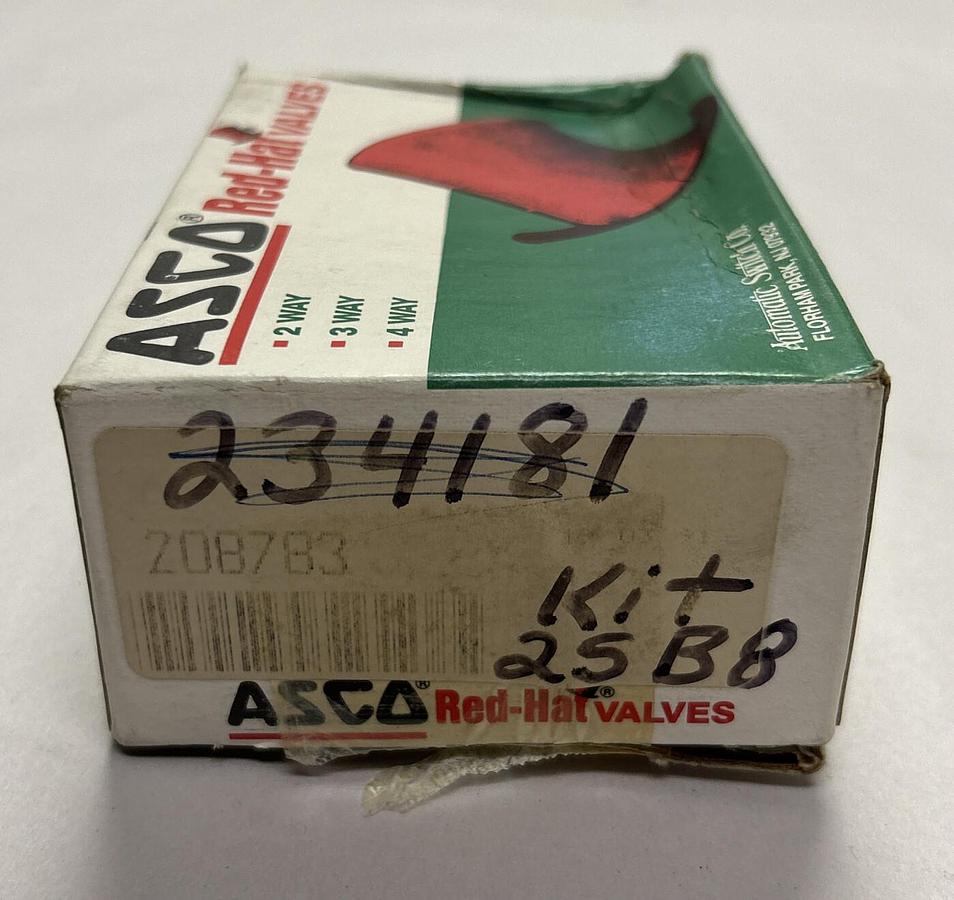 ASCO® Red-Hat VALVES
▪ 2 WAY
▪ 3 WAY
▪ 4 WAY
Automatic Switch Co.
FLORHAM PARK, NJ 07932
234181
208783
Kit
25B8
ASCO® Red-Hat® VALVES